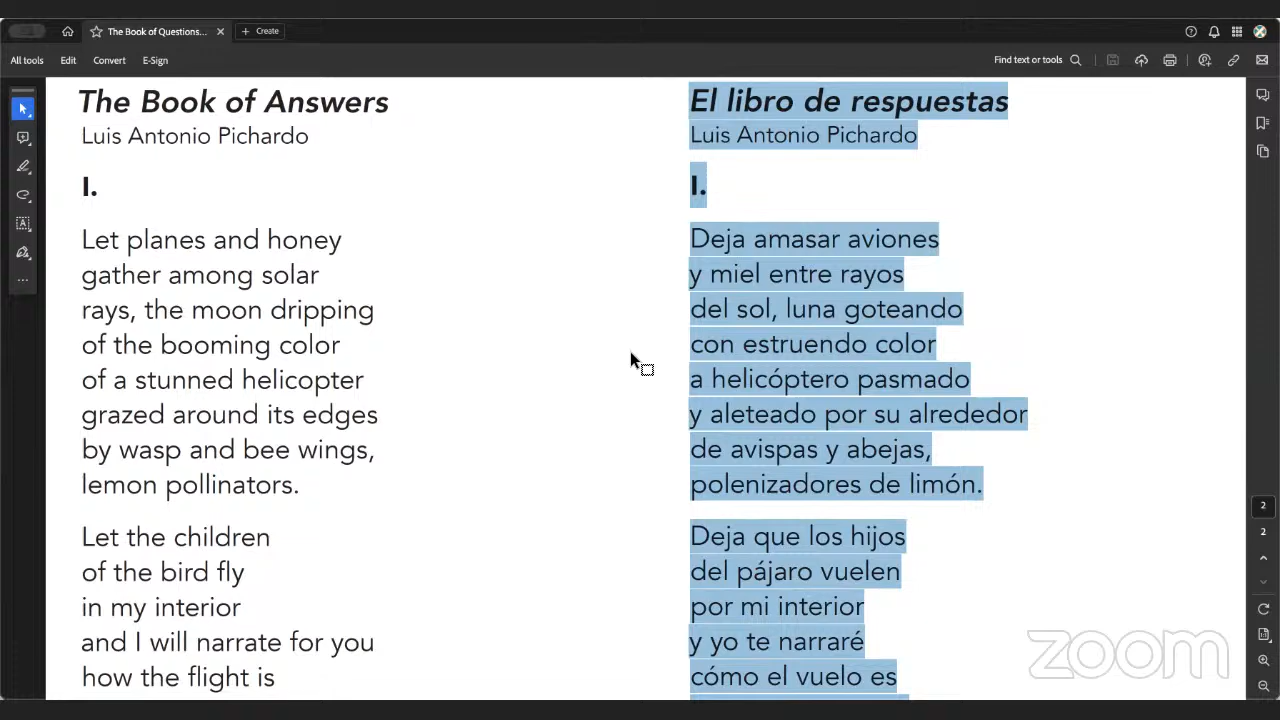 The Book of Questions...
Create
All tools
Edit
Convert
E-Sign
Find text or tools
The Book of Answers
Luis Antonio Pichardo
I.
Let planes and honey
gather among solar
rays, the moon dripping
of the booming color
of a stunned helicopter
grazed around its edges
by wasp and bee wings,
lemon pollinators.
Let the children
of the bird fly
in my interior
and I will narrate for you
how the flight is
El libro de respuestas
Luis Antonio Pichardo
I.
Deja amasar aviones
y miel entre rayos
del sol, luna goteando
con estruendo color
a helicóptero pasmado
y aleteado por su alrededor
de avispas y abejas,
polenizadores de limón.
Deja que los hijos
del pájaro vuelen
por mi interior
y yo te narraré
cómo el vuelo es
2
2
zoom